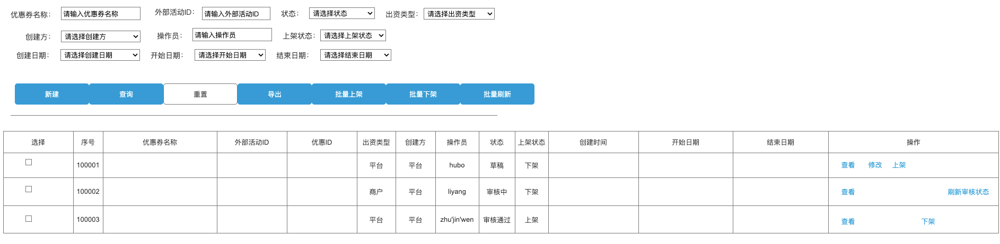 优惠券名称： 请输入优惠券名称 外部活动ID： 请输入外部活动ID 状态： 请选择状态 出资类型： 请选择出资类型
创建方： 请选择创建方 操作员： 请输入操作员 上架状态： 请选择上架状态
创建日期： 请选择创建日期 开始日期： 请选择开始日期 结束日期： 请选择结束日期
新建 查询 重置 导出 批量上架 批量下架 批量刷新
选择 序号 优惠券名称 外部活动ID 优惠ID 出资类型 创建方 操作员 状态 上架状态 创建时间 开始日期 结束日期 操作
100001 平台 平台 hubo 草稿 下架 查看 修改 上架
100002 商户 平台 liyang 审核中 下架 查看 刷新审核状态
100003 平台 平台 zhu'jin'wen 审核通过 上架 查看 下架